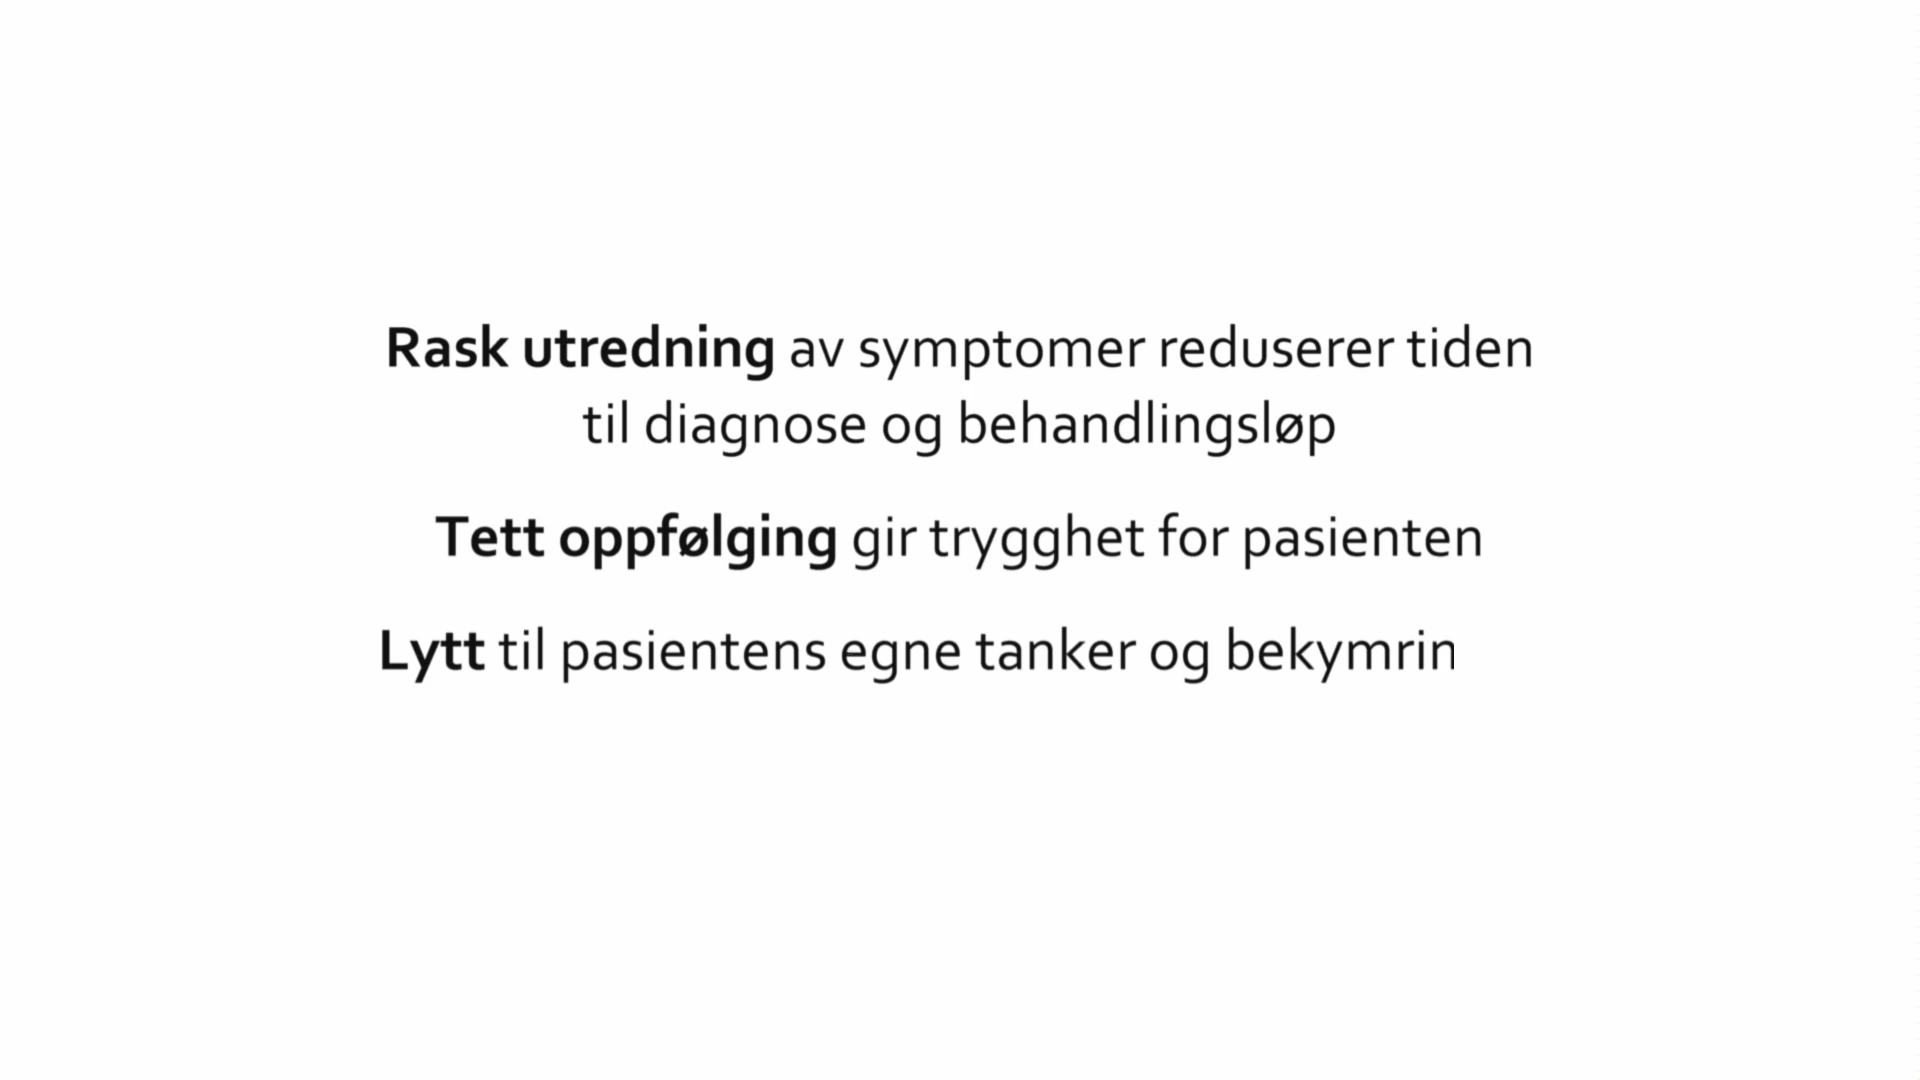 Rask utredning av symptomer reduserer tiden
til diagnose og behandlingsløp
Tett oppfølging gir trygghet for pasienten
Lytt til pasientens egne tanker og bekymrin